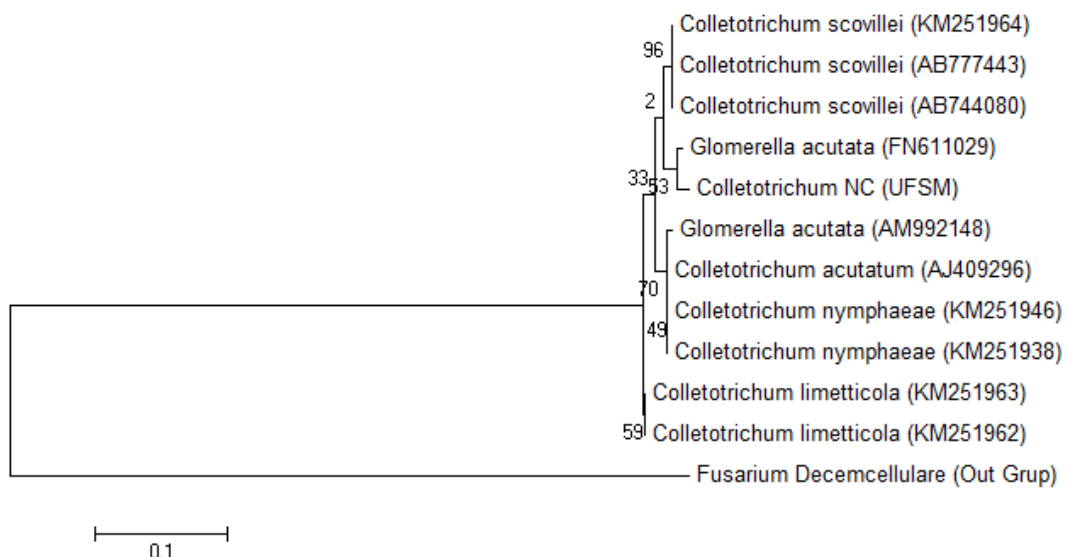 Colletotrichum scovillei (KM251964)
96
Colletotrichum scovillei (AB777443)
2
Colletotrichum scovillei (AB744080)
Glomerella acutata (FN611029)
33
53
Colletotrichum NC (UFSM)
Glomerella acutata (AM992148)
Colletotrichum acutatum (AJ409296)
70
Colletotrichum nymphaeae (KM251946)
49
Colletotrichum nymphaeae (KM251938)
Colletotrichum limetticola (KM251963)
59
Colletotrichum limetticola (KM251962)
Fusarium Decemcellulare (Out Grup)
0.1